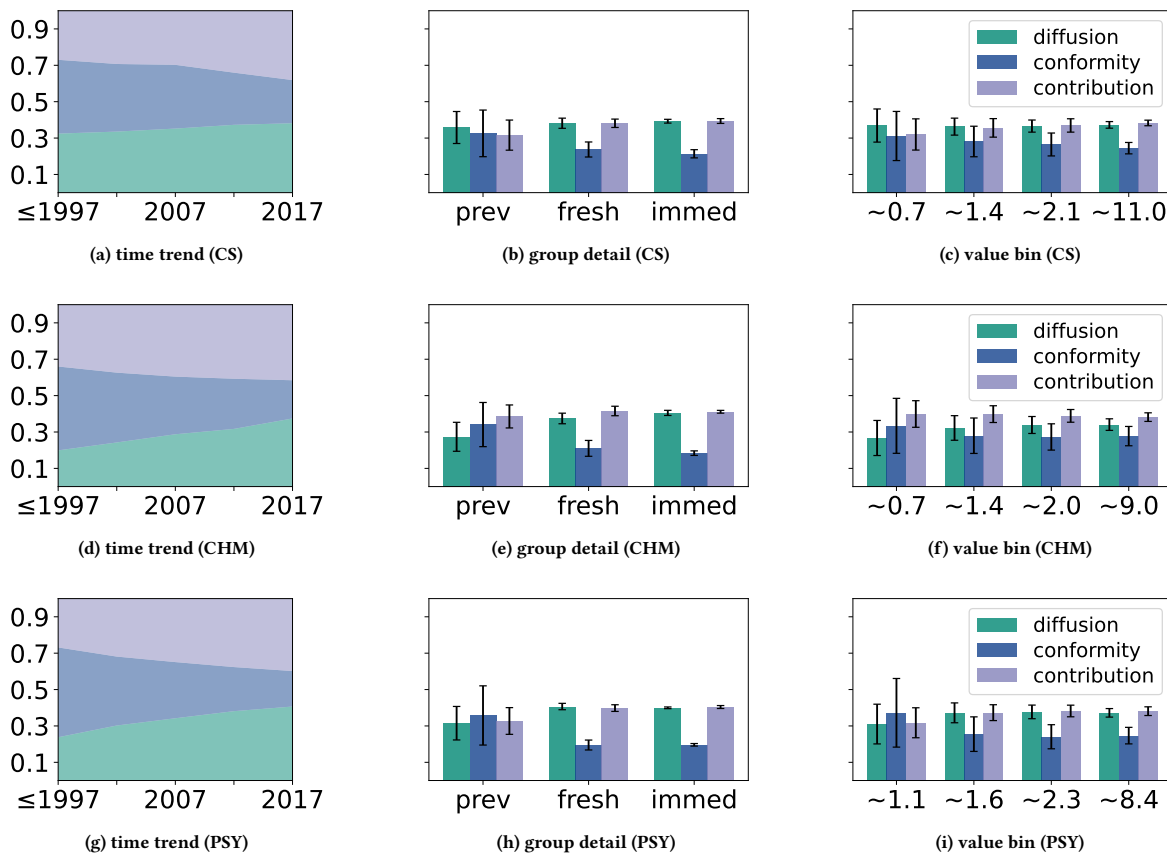 0.9
0.7
0.5
0.3
0.1
≤1997 2007 2017
(a) time trend (CS)
prev fresh immed
(b) group detail (CS)
diffusion
conformity
contribution
~0.7 ~1.4 ~2.1 ~11.0
(c) value bin (CS)
0.9
0.7
0.5
0.3
0.1
≤1997 2007 2017
(d) time trend (CHM)
prev fresh immed
(e) group detail (CHM)
diffusion
conformity
contribution
~0.7 ~1.4 ~2.0 ~9.0
(f) value bin (CHM)
0.9
0.7
0.5
0.3
0.1
≤1997 2007 2017
(g) time trend (PSY)
prev fresh immed
(h) group detail (PSY)
diffusion
conformity
contribution
~1.1 ~1.6 ~2.3 ~8.4
(i) value bin (PSY)